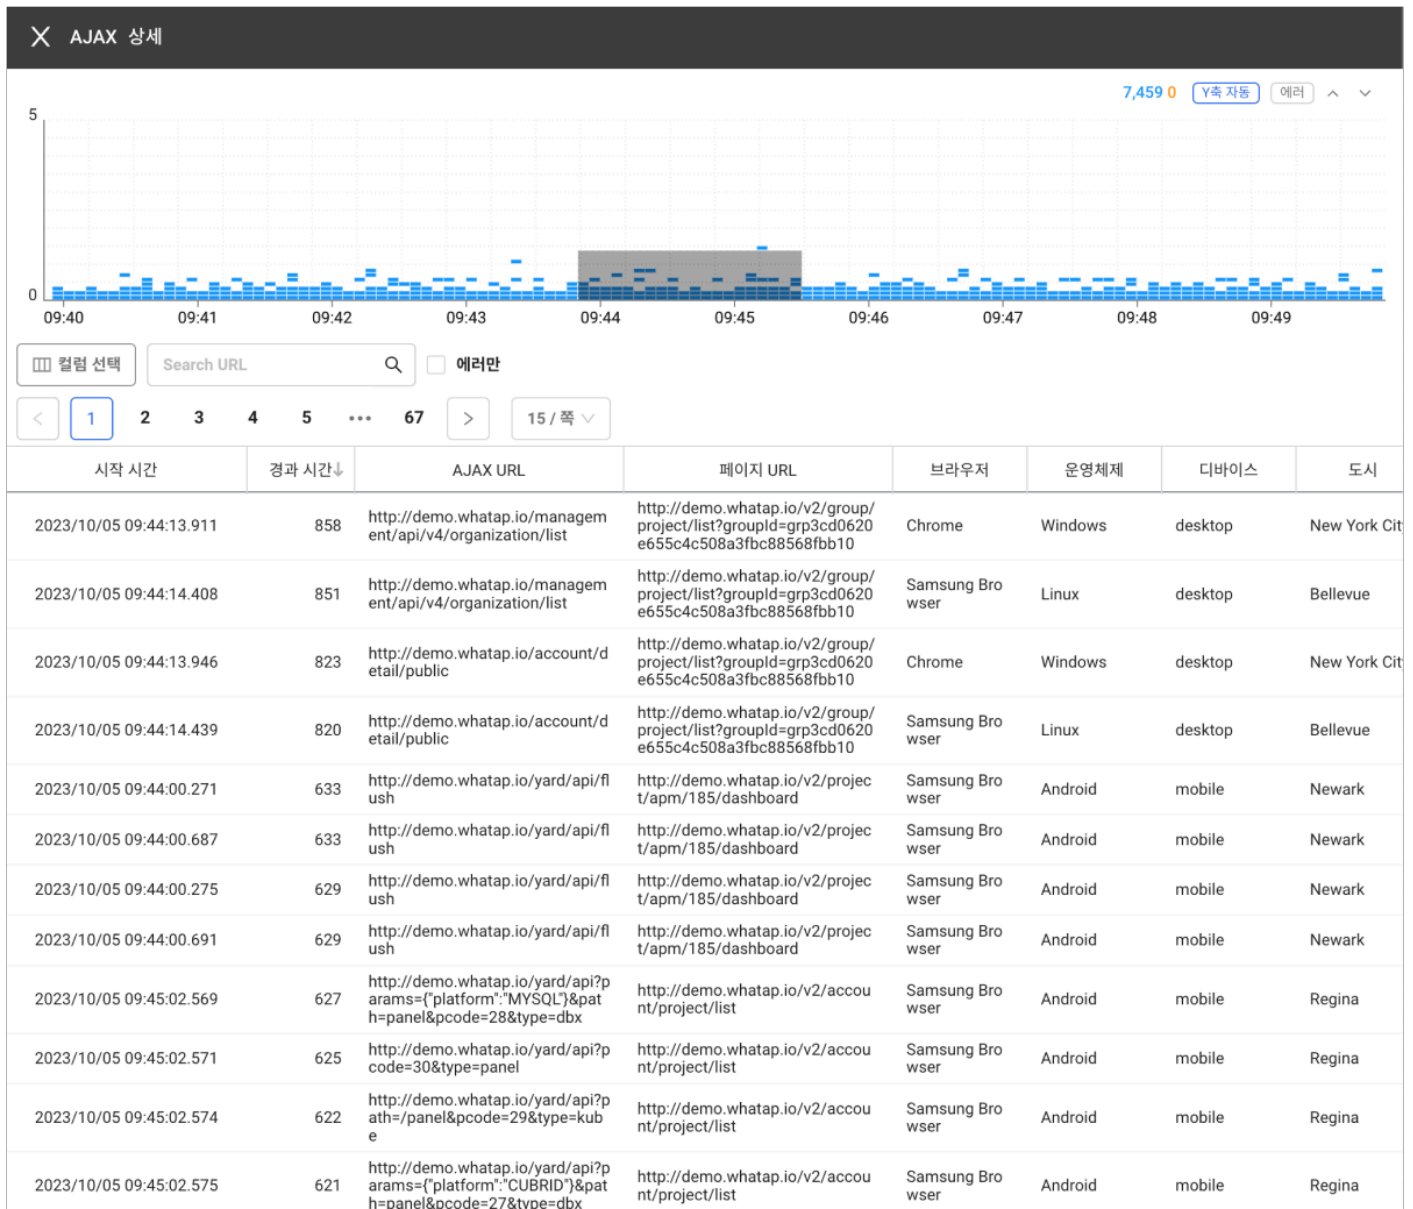 AJAX 상세
7,459 0 Y축 자동 에러
5
0
09:40 09:41 09:42 09:43 09:44 09:45 09:46 09:47 09:48 09:49
컬럼 선택 Search URL 에러만
< 1 2 3 4 5 ••• 67 > 15 / 쪽
시작 시간 경과 시간↓ AJAX URL 페이지 URL 브라우저 운영체제 디바이스 도시
2023/10/05 09:44:13.911 858
http://demo.whatap.io/managem
ent/api/v4/organization/list
http://demo.whatap.io/v2/group/
project/list?groupId=grp3cd0620
e655c4c508a3fbc88568fbb10
Chrome Windows desktop New York Cit
2023/10/05 09:44:14.408 851
http://demo.whatap.io/managem
ent/api/v4/organization/list
http://demo.whatap.io/v2/group/
project/list?groupId=grp3cd0620
e655c4c508a3fbc88568fbb10
Samsung Bro
wser
Linux desktop Bellevue
2023/10/05 09:44:13.946 823
http://demo.whatap.io/account/d
etail/public
http://demo.whatap.io/v2/group/
project/list?groupId=grp3cd0620
e655c4c508a3fbc88568fbb10
Chrome Windows desktop New York Cit
2023/10/05 09:44:14.439 820
http://demo.whatap.io/account/d
etail/public
http://demo.whatap.io/v2/group/
project/list?groupId=grp3cd0620
e655c4c508a3fbc88568fbb10
Samsung Bro
wser
Linux desktop Bellevue
2023/10/05 09:44:00.271 633
http://demo.whatap.io/yard/api/fl
ush
http://demo.whatap.io/v2/projec
t/apm/185/dashboard
Samsung Bro
wser
Android mobile Newark
2023/10/05 09:44:00.687 633
http://demo.whatap.io/yard/api/fl
ush
http://demo.whatap.io/v2/projec
t/apm/185/dashboard
Samsung Bro
wser
Android mobile Newark
2023/10/05 09:44:00.275 629
http://demo.whatap.io/yard/api/fl
ush
http://demo.whatap.io/v2/projec
t/apm/185/dashboard
Samsung Bro
wser
Android mobile Newark
2023/10/05 09:44:00.691 629
http://demo.whatap.io/yard/api/fl
ush
http://demo.whatap.io/v2/projec
t/apm/185/dashboard
Samsung Bro
wser
Android mobile Newark
2023/10/05 09:45:02.569 627
http://demo.whatap.io/yard/api?p
arams={"platform":"MYSQL"}&pat
h=panel&pcode=28&type=dbx
http://demo.whatap.io/v2/accou
nt/project/list
Samsung Bro
wser
Android mobile Regina
2023/10/05 09:45:02.571 625
http://demo.whatap.io/yard/api?p
code=30&type=panel
http://demo.whatap.io/v2/accou
nt/project/list
Samsung Bro
wser
Android mobile Regina
2023/10/05 09:45:02.574 622
http://demo.whatap.io/yard/api?p
ath=/panel&pcode=29&type=kub
e
http://demo.whatap.io/v2/accou
nt/project/list
Samsung Bro
wser
Android mobile Regina
2023/10/05 09:45:02.575 621
http://demo.whatap.io/yard/api?p
arams={"platform":"CUBRID"}&pat
h=panel&pcode=27&type=dbx
http://demo.whatap.io/v2/accou
nt/project/list
Samsung Bro
wser
Android mobile Regina